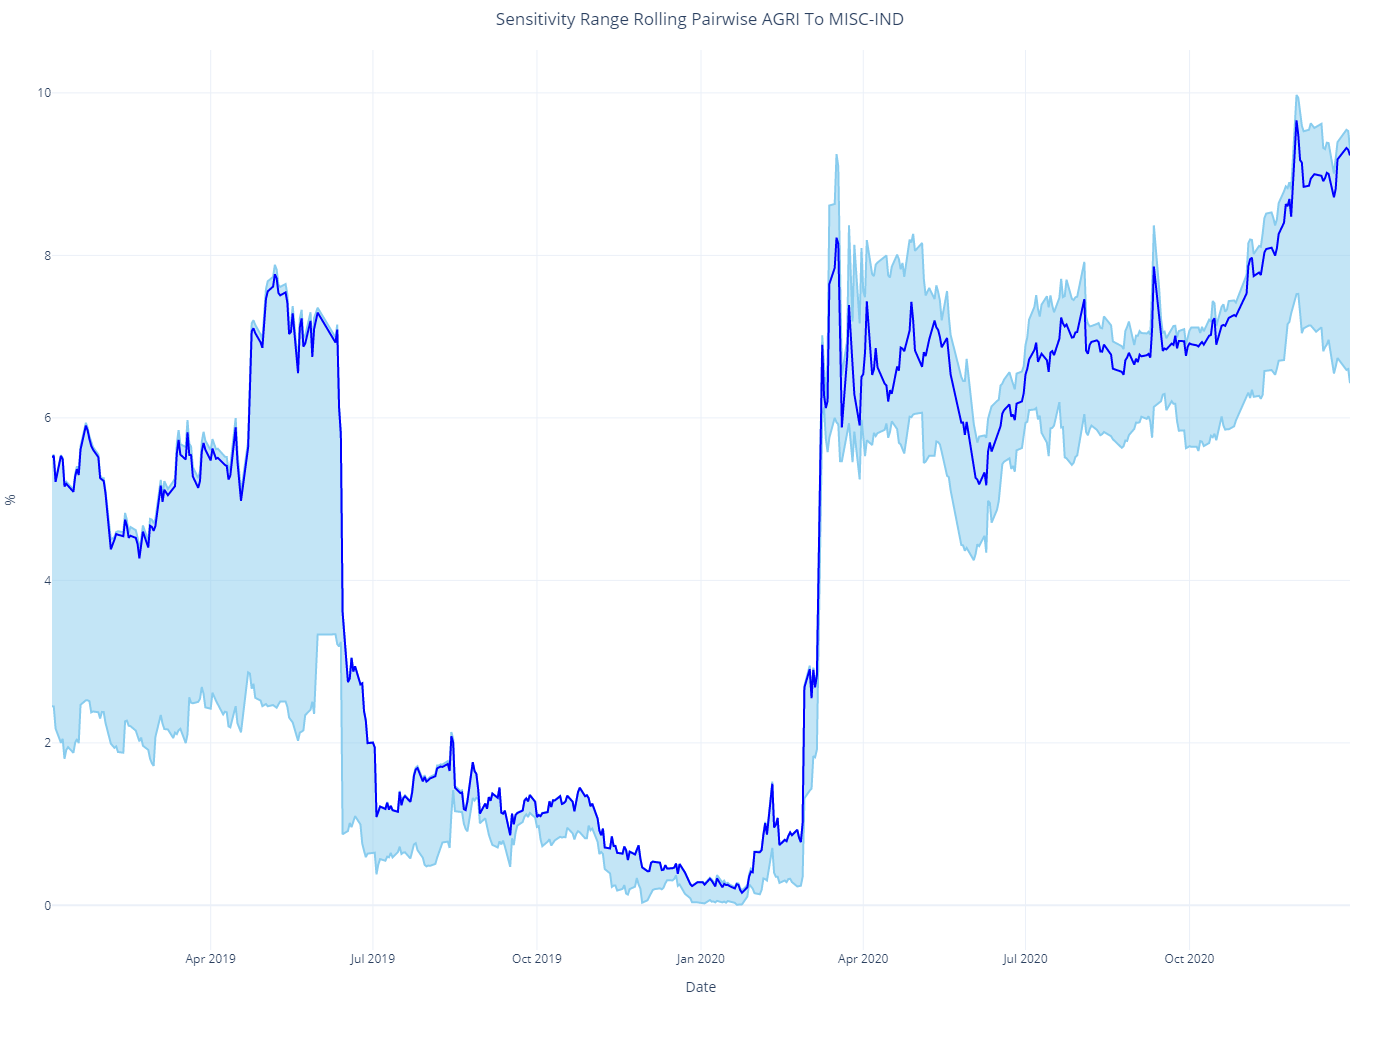 Sensitivity Range Rolling Pairwise AGRI To MISC-IND
10
8
6
4
2
0
%
Apr 2019
Jul 2019
Oct 2019
Jan 2020
Apr 2020
Jul 2020
Oct 2020
Date